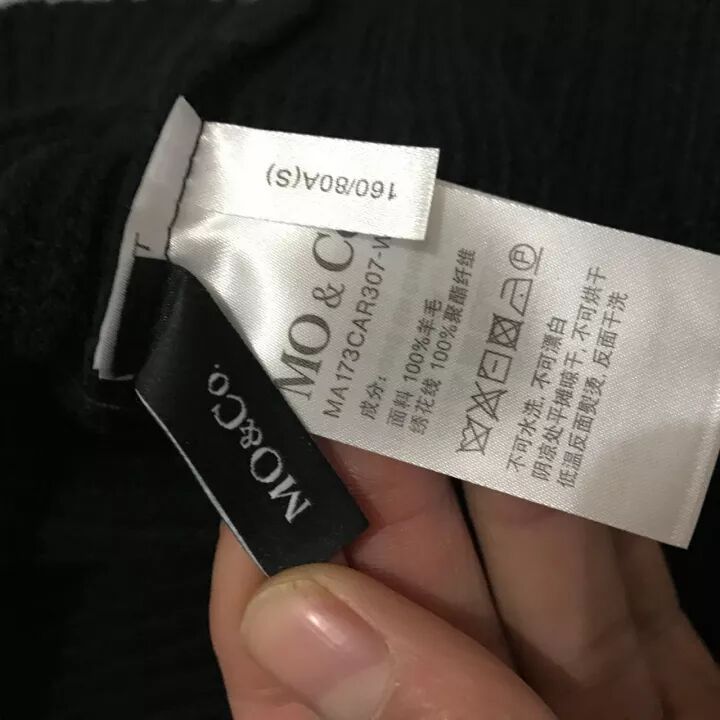 160/80A(S)
MO & C
MA173CAR307-
成分:
面料 100%羊毛
绣花线 100%聚酯纤维
P
不可水洗, 不可漂白
阴凉处平摊晾干, 不可烘干
低温反面熨烫, 反面干洗
MO&Co.